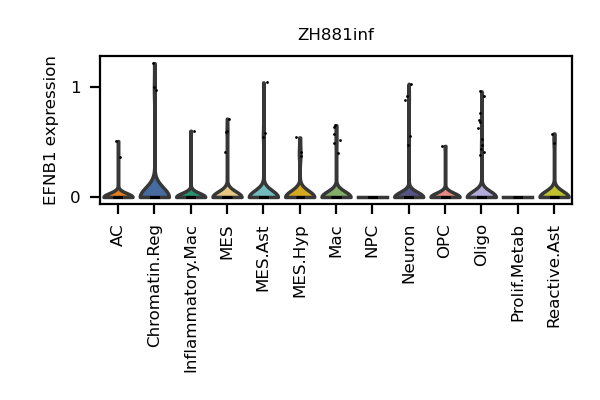 ZH881inf
EFNB1 expression
1
0
AC
Chromatin.Reg
Inflammatory.Mac
MES
MES.Ast
MES.Hyp
Mac
NPC
Neuron
OPC
Oligo
Prolif.Metab
Reactive.Ast